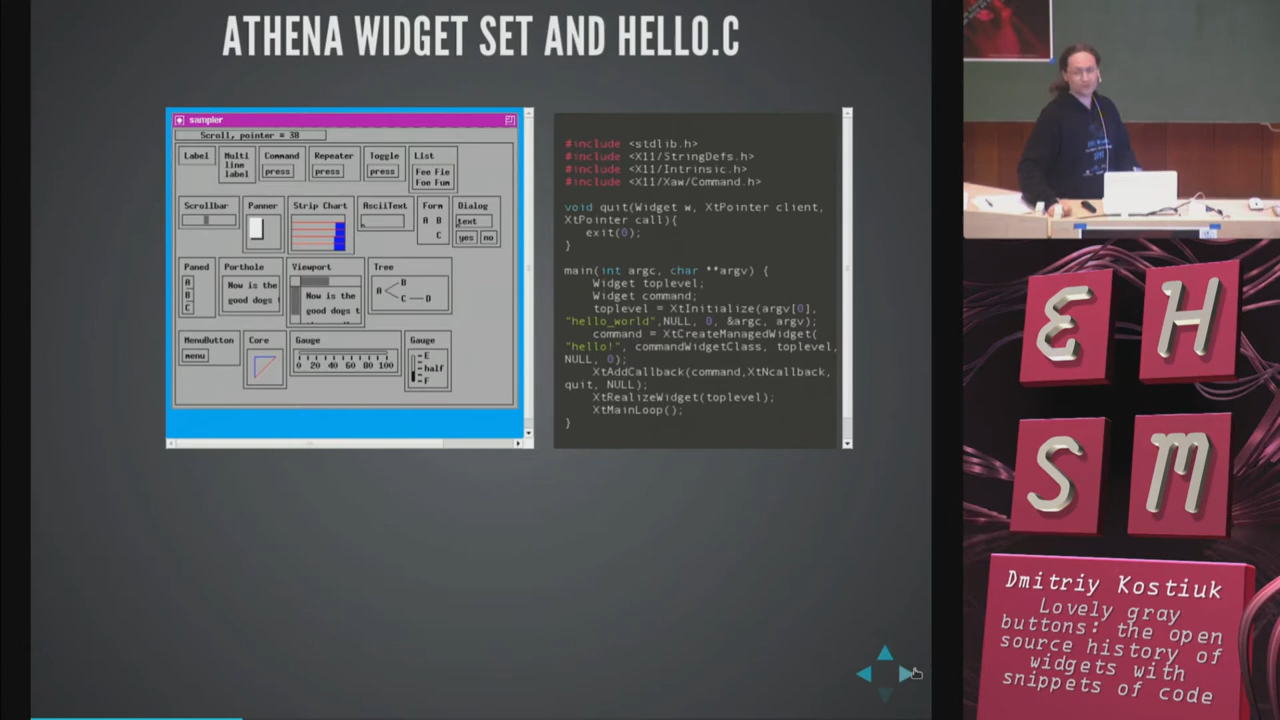 ATHENA WIDGET SET AND HELLO.C
sampler
Scroll, pointer = 38
Label
Multi
line
label
Command
press
Repeater
press
Toggle
press
List
Fee Fie
Foe Fum
Scrollbar
Panner
Strip Chart
AsciiText
Form
A B
C
Dialog
text
yes no
Paned
A
B
C
Porthole
Now is the
good dogs
Viewport
Now is the
good dogs t
Tree
A B
C D
MenuButton
menu
Core
Gauge
0 20 40 60 80 100
Gauge
E
half
F
#include <stdlib.h>
#include <X11/StringDefs.h>
#include <X11/Intrinsic.h>
#include <X11/Xaw/Command.h>
void quit(Widget w, XtPointer client,
XtPointer call){
exit(0);
}
main(int argc, char **argv) {
Widget toplevel;
Widget command;
toplevel = XtInitialize(argv[0],
"hello_world",NULL, 0, &argc, argv);
command = XtCreateManagedWidget(
"hello!", commandWidgetClass, toplevel,
NULL, 0);
XtAddCallback(command,XtNcallback,
quit, NULL);
XtRealizeWidget(toplevel);
XtMainLoop();
}
E H
S M
Dmitriy Kostiuk
Lovely gray
buttons: the open
source history of
widgets with
snippets of code